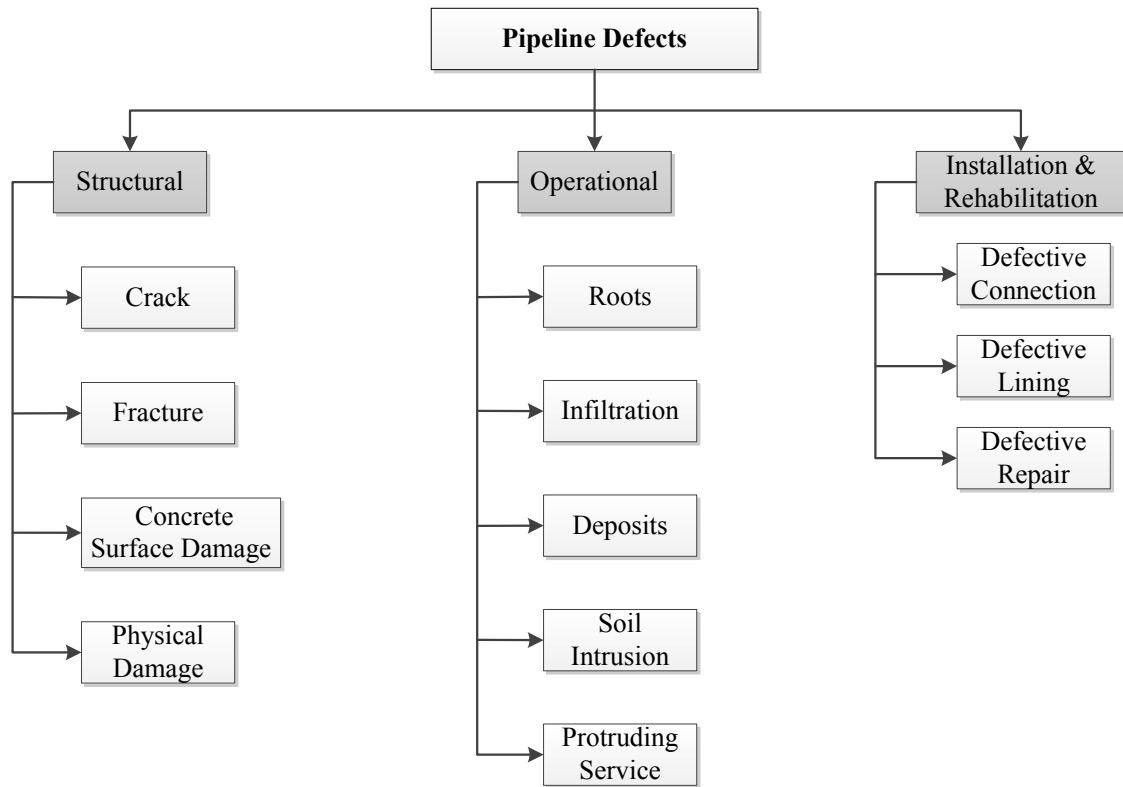 Pipeline Defects
Structural
Crack
Fracture
Concrete
Surface Damage
Physical
Damage
Operational
Roots
Infiltration
Deposits
Soil
Intrusion
Protruding
Service
Installation &
Rehabilitation
Defective
Connection
Defective
Lining
Defective
Repair